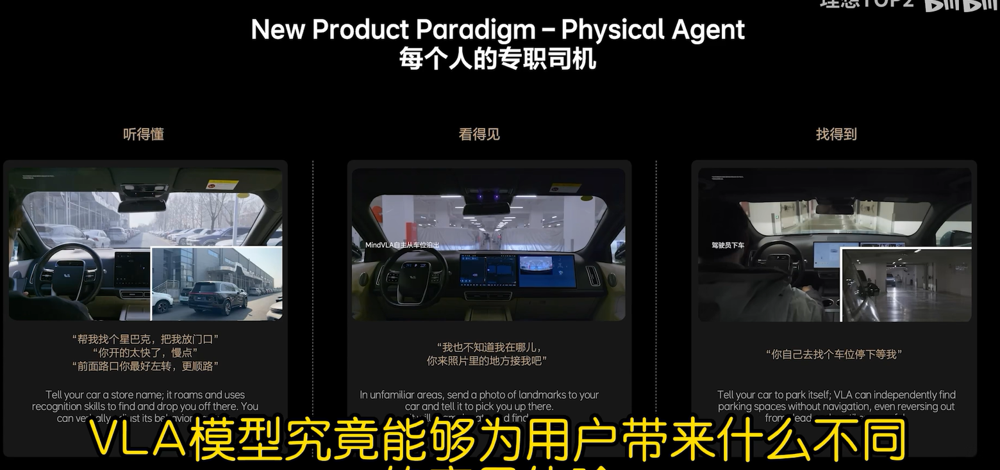 理想TOP2 bilibili
New Product Paradigm – Physical Agent
每个人的专职司机
听得懂
看得见
找得到
MindVLA自主从车位泊出
驾驶员下车
“帮我找个星巴克，把我放门口”
“你开的太快了，慢点”
“前面路口你最好左转，更顺路”
“我也不知道我在哪儿，
你来照片里的地方接我吧”
“你自己去找个车位停下等我”
Tell your car a store name; it roams and uses
recognition skills to find and drop you off there. You
can verbally adjust its behavior
In unfamiliar areas, send a photo of landmarks to your
car and tell it to pick you up there.
it will
Tell your car to park itself; VLA can independently find
parking spaces without navigation, even reversing out
from dead
VLA模型究竟能够为用户带来什么不同